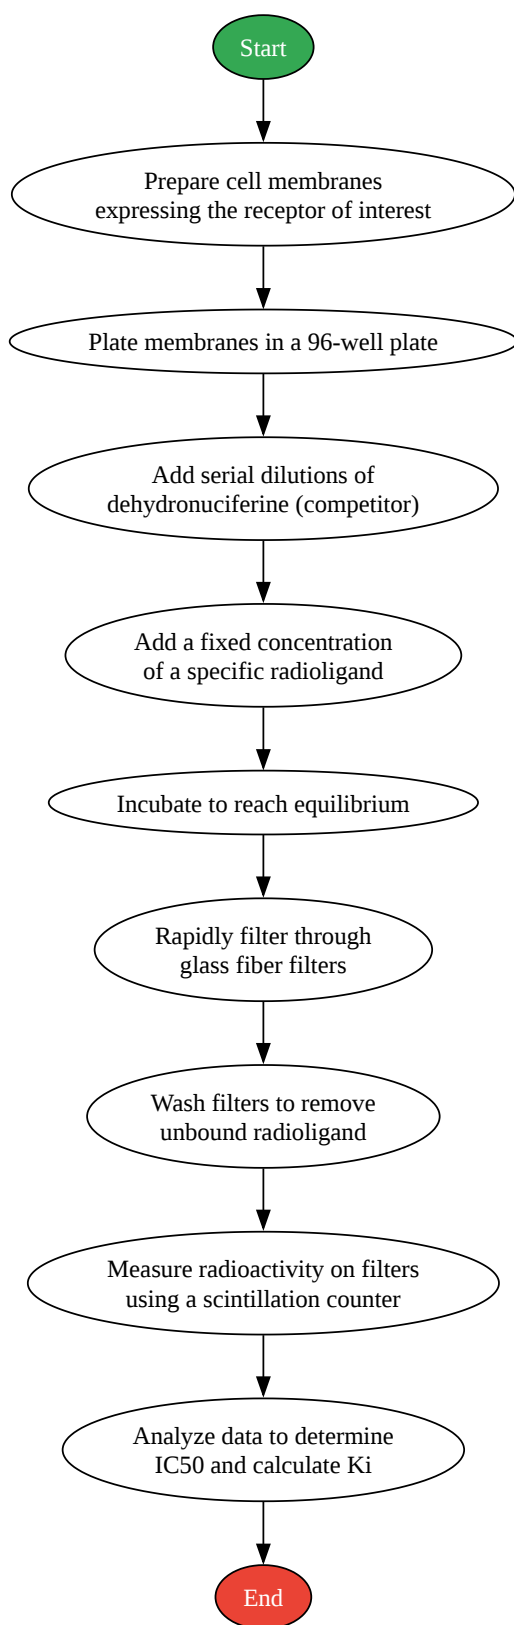 Start
Prepare cell membranes
expressing the receptor of interest
Plate membranes in a 96-well plate
Add serial dilutions of
dehydronuciferine (competitor)
Add a fixed concentration
of a specific radioligand
Incubate to reach equilibrium
Rapidly filter through
glass fiber filters
Wash filters to remove
unbound radioligand
Measure radioactivity on filters
using a scintillation counter
Analyze data to determine
IC50 and calculate Ki
End